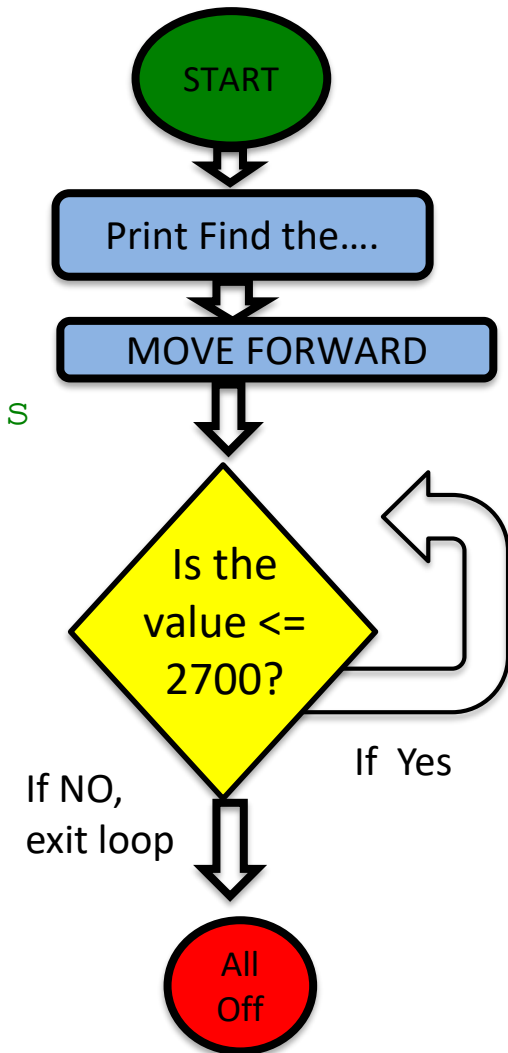 START
Print Find the....
MOVE FORWARD
s
Is the
value <=
2700?
If Yes
If NO,
exit loop
All
Off